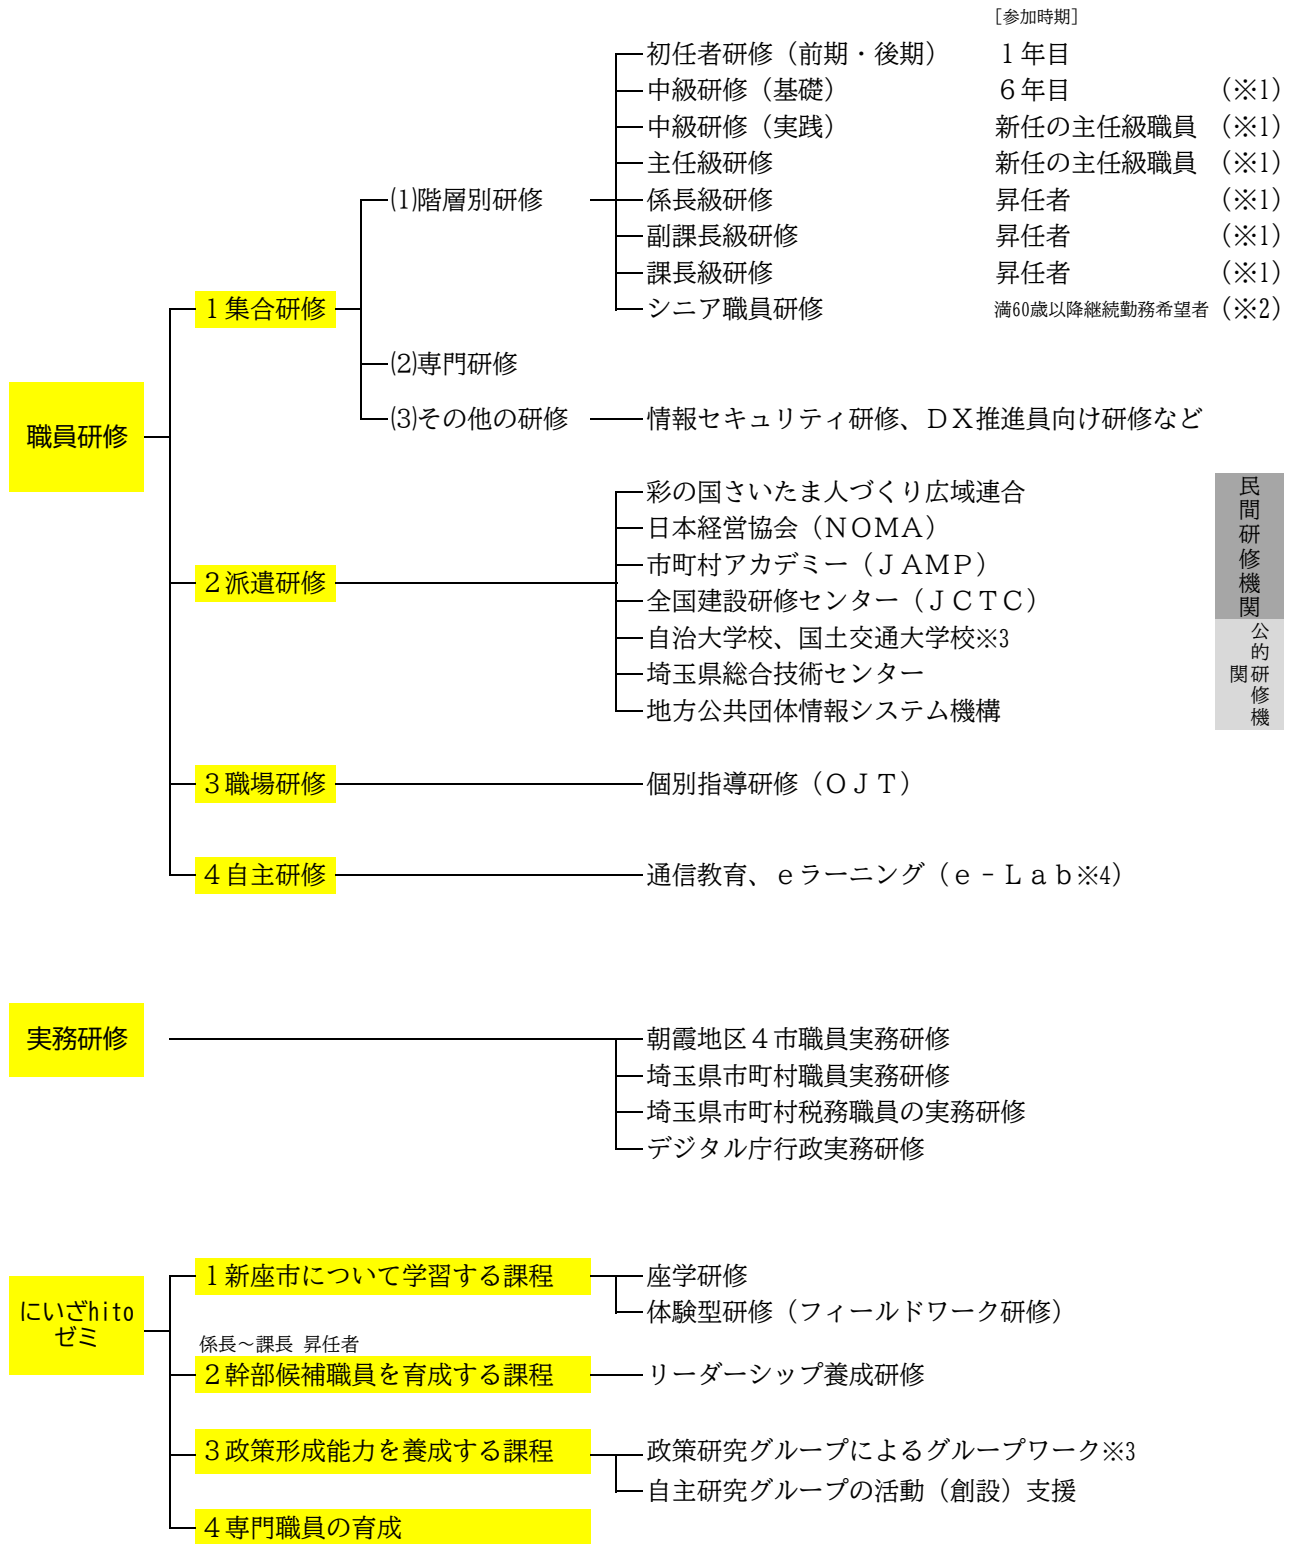 ［参加時期］
初任者研修（前期・後期） １年目
中級研修（基礎） ６年目 （※1）
中級研修（実践） 新任の主任級職員 （※1）
主任級研修 新任の主任級職員 （※1）
⑴階層別研修 係長級研修 昇任者 （※1）
副課長級研修 昇任者 （※1）
課長級研修 昇任者 （※1）
１集合研修 シニア職員研修 満60歳以降継続勤務希望者 （※2）
⑵専門研修
⑶その他の研修 情報セキュリティ研修、ＤＸ推進員向け研修など
職員研修
彩の国さいたま人づくり広域連合
日本経営協会（ＮＯＭＡ）
市町村アカデミー（ＪＡＭＰ）
２派遣研修
全国建設研修センター（ＪＣＴＣ）
自治大学校、国土交通大学校※3
埼玉県総合技術センター
地方公共団体情報システム機構
民間研修機関
公的研修機
関
３職場研修 個別指導研修（ＯＪＴ）
４自主研修 通信教育、ｅラーニング（ｅ－Ｌａｂ※4）
実務研修 朝霞地区４市職員実務研修
埼玉県市町村職員実務研修
埼玉県市町村税務職員の実務研修
デジタル庁行政実務研修
１新座市について学習する課程 座学研修
体験型研修（フィールドワーク研修）
にいざhito
ゼミ
係長～課長 昇任者
２幹部候補職員を育成する課程 リーダーシップ養成研修
３政策形成能力を養成する課程 政策研究グループによるグループワーク※3
自主研究グループの活動（創設）支援
４専門職員の育成